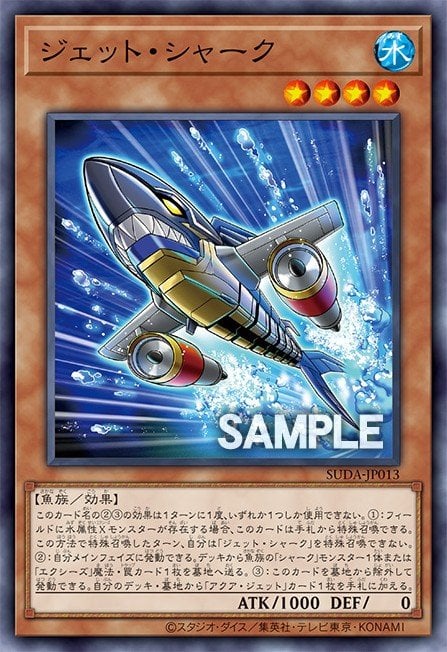 ジェット・シャーク
水
SAMPLE
SUDA-JP013
【魚族／効果】
このカード名の②③の効果は1ターンに1度、いずれか1つしか使用できない。①：フィ
ールドに水属性Xモンスターが存在する場合、このカードは手札から特殊召喚できる。
この方法で特殊召喚したターン、自分は「ジェット・シャーク」を特殊召喚できない。
②：自分メインフェイズに発動できる。デッキから魚族の「シャーク」モンスター1体または
「エクシーズ」魔法・罠カード1枚を墓地へ送る。③：このカードを墓地から除外して
発動できる。自分のデッキ・墓地から「アクア・ジェット」カード1枚を手札に加える。
ATK/1000 DEF/ 0
©スタジオ・ダイス／集英社・テレビ東京・KONAMI